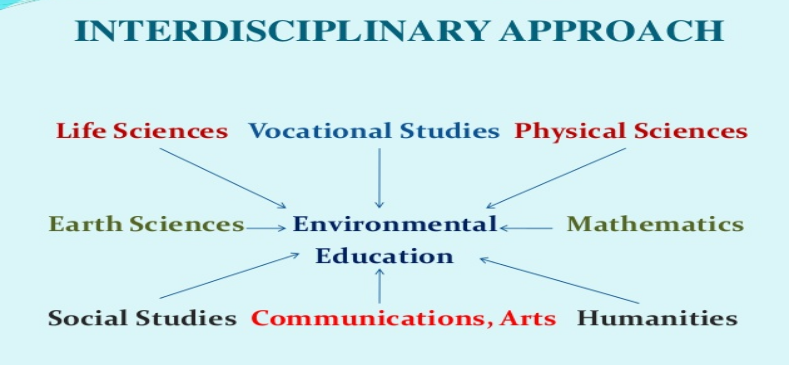 INTERDISCIPLINARY APPROACH
Life Sciences Vocational Studies Physical Sciences
Earth Sciences Environmental Mathematics
Education
Social Studies Communications, Arts Humanities